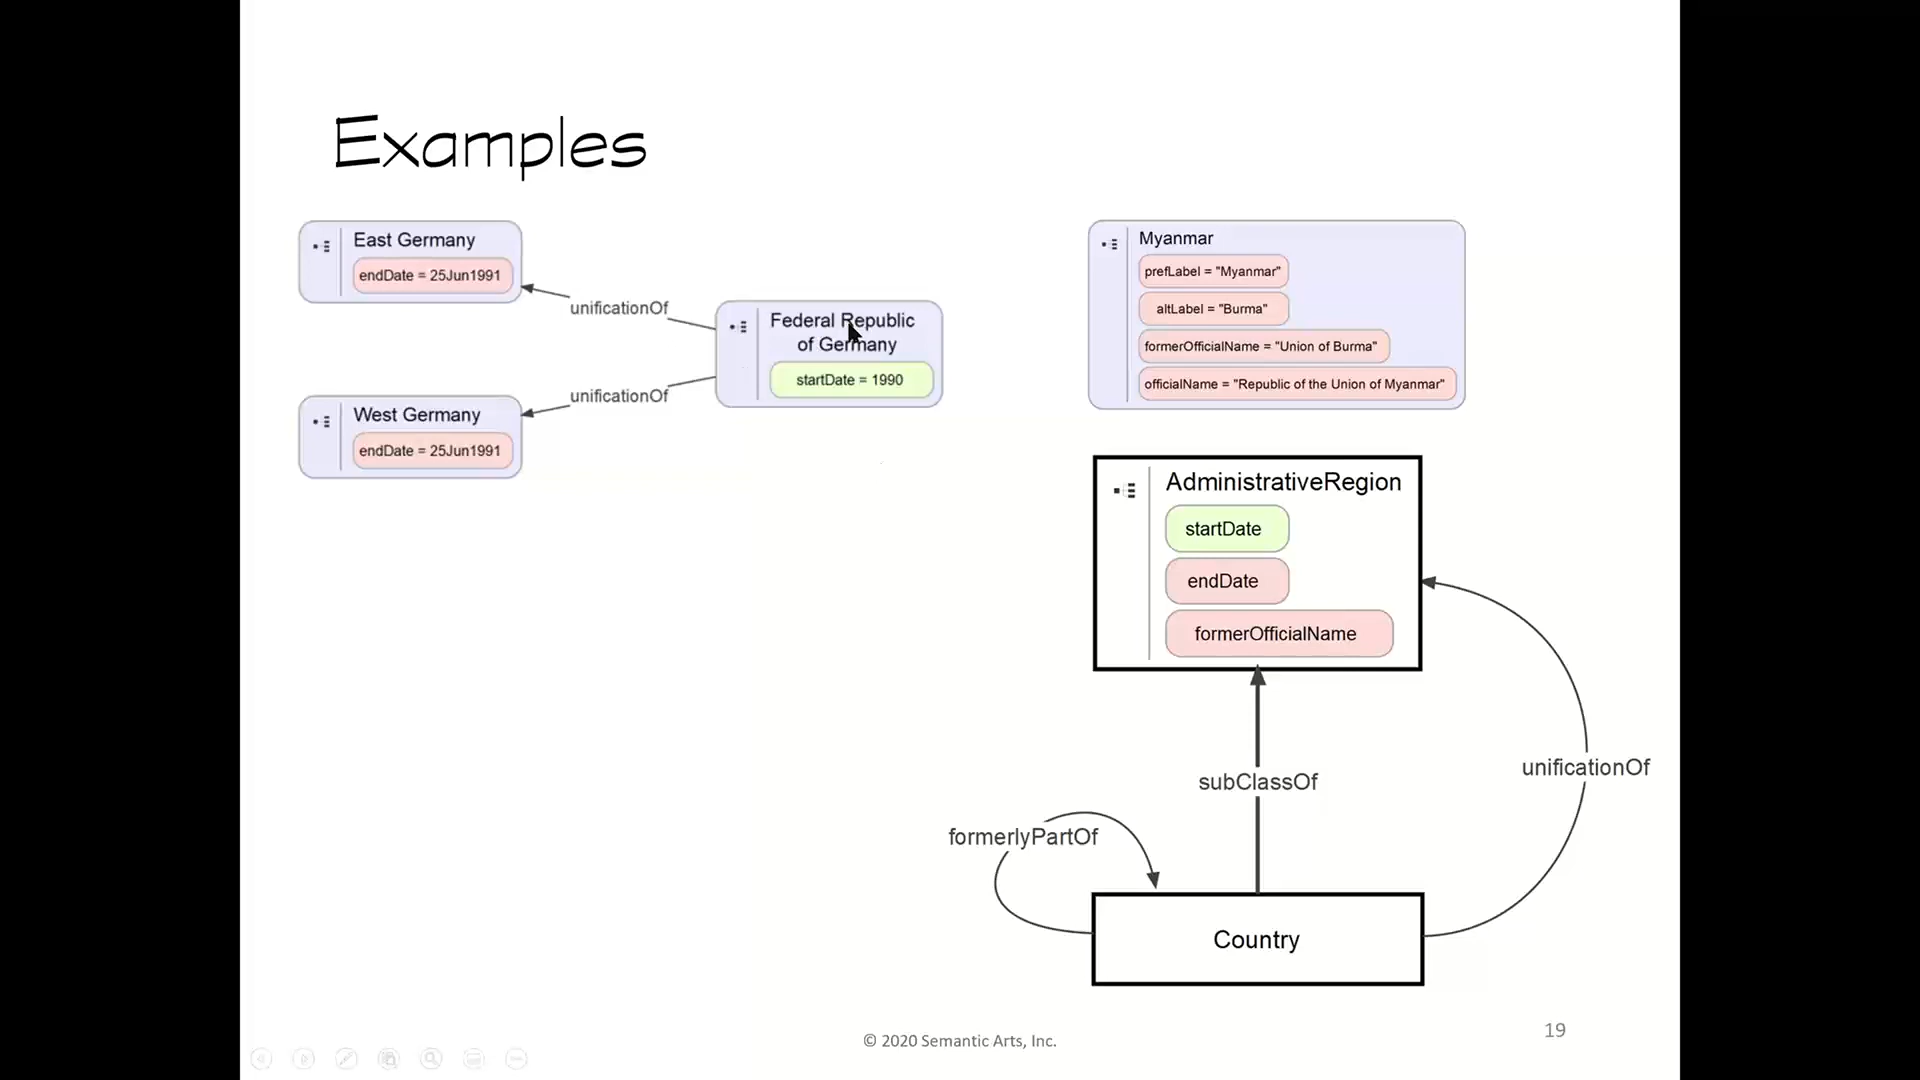 Examples
East Germany
endDate = 25Jun1991
unificationOf
Federal Republic
of Germany
startDate = 1990
unificationOf
West Germany
endDate = 25Jun1991
Myanmar
prefLabel = "Myanmar"
altLabel = "Burma"
formerOfficialName = "Union of Burma"
officialName = "Republic of the Union of Myanmar"
AdministrativeRegion
startDate
endDate
formerOfficialName
subClassOf
unificationOf
formerlyPartOf
Country
© 2020 Semantic Arts, Inc.
19